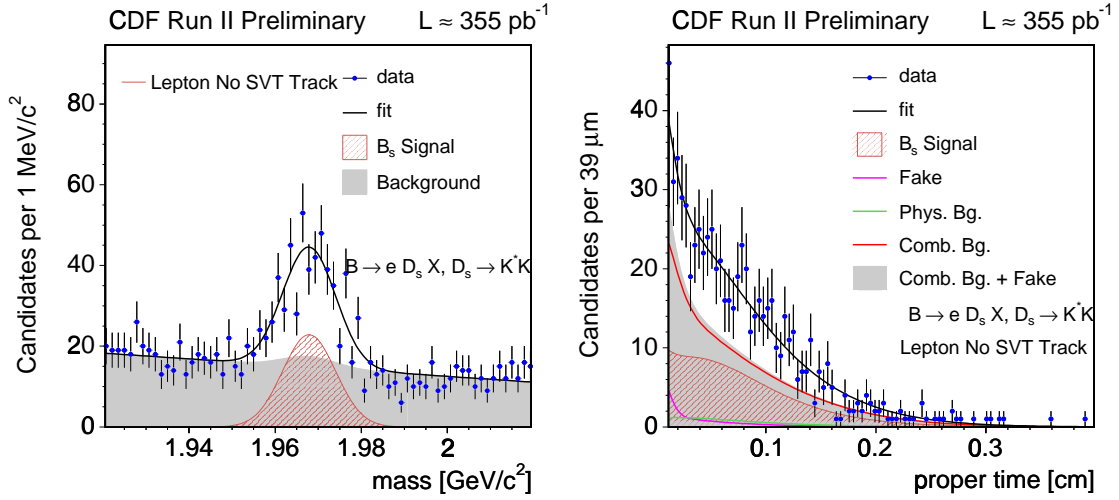 CDF Run II Preliminary L ≈ 355 pb⁻¹
Candidates per 1 MeV/c²
80
60
40
20
0
Lepton No SVT Track
data
fit
Bₛ Signal
Background
B → e Dₛ X, Dₛ → K*K
1.94 1.96 1.98 2
mass [GeV/c²]
CDF Run II Preliminary L ≈ 355 pb⁻¹
Candidates per 39 μm
40
30
20
10
0
data
fit
Bₛ Signal
Fake
Phys. Bg.
Comb. Bg.
Comb. Bg. + Fake
B → e Dₛ X, Dₛ → K*K
Lepton No SVT Track
0.1 0.2 0.3
proper time [cm]